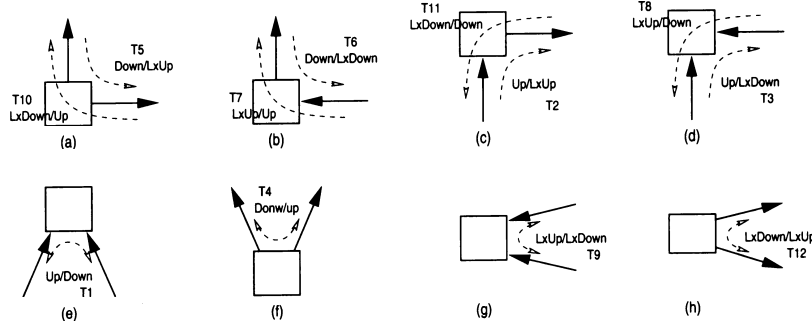 T5
Down/LxUp
T10
LxDown/Up
(a)
T6
Down/LxDown
T7
LxUp/Up
(b)
T11
LxDown/Down
Up/LxUp
T2
(c)
T8
LxUp/Down
Up/LxDown
T3
(d)
Up/Down
T1
(e)
T4
Donw/up
(f)
LxUp/LxDown
T9
(g)
LxDown/LxUp
T12
(h)